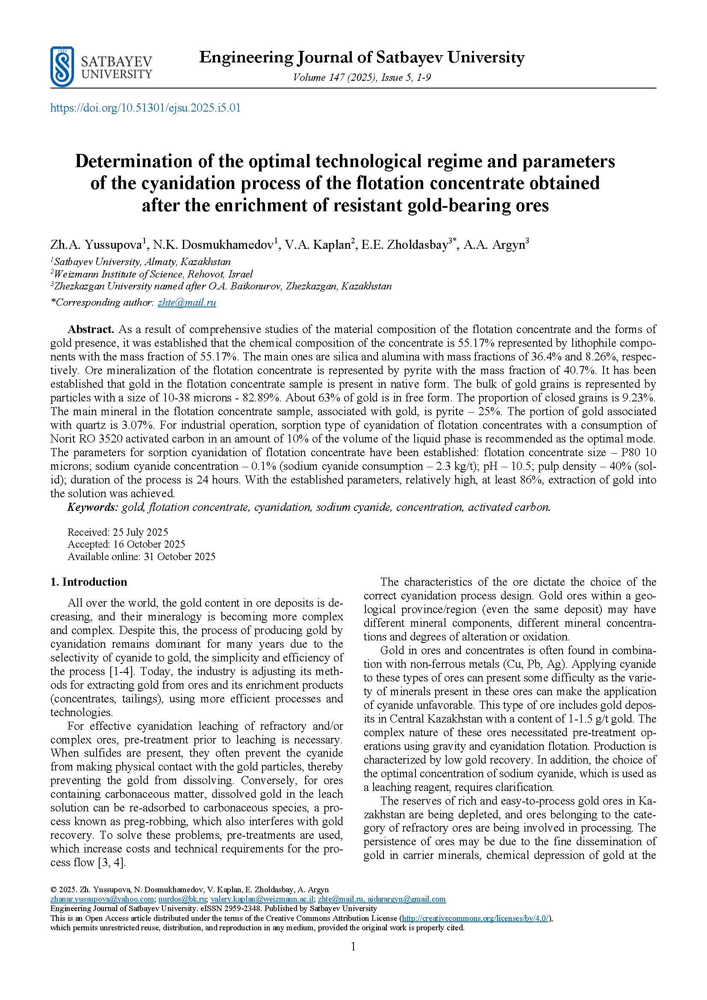 1934
SATBAYEV
UNIVERSITY
Engineering Journal of Satbayev University
Volume 147 (2025), Issue 5, 1-9
https://doi.org/10.51301/ejsu.2025.i5.01
Determination of the optimal technological regime and parameters
of the cyanidation process of the flotation concentrate obtained
after the enrichment of resistant gold-bearing ores
Zh.A. Yussupova1, N.K. Dosmukhamedov1, V.A. Kaplan2, E.E. Zholdasbay3*, A.A. Argyn3
1Satbayev University, Almaty, Kazakhstan
2Weizmann Institute of Science, Rehovot, Israel
3Zhezkazgan University named after O.A. Baikonurov, Zhezkazgan, Kazakhstan
*Corresponding author: zhte@mail.ru
Abstract. As a result of comprehensive studies of the material composition of the flotation concentrate and the forms of
gold presence, it was established that the chemical composition of the concentrate is 55.17% represented by lithophile compo-
nents with the mass fraction of 55.17%. The main ones are silica and alumina with mass fractions of 36.4% and 8.26%, respec-
tively. Ore mineralization of the flotation concentrate is represented by pyrite with the mass fraction of 40.7%. It has been
established that gold in the flotation concentrate sample is present in native form. The bulk of gold grains is represented by
particles with a size of 10-38 microns - 82.89%. About 63% of gold is in free form. The proportion of closed grains is 9.23%.
The main mineral in the flotation concentrate sample, associated with gold, is pyrite – 25%. The portion of gold associated
with quartz is 3.07%. For industrial operation, sorption type of cyanidation of flotation concentrates with a consumption of
Norit RO 3520 activated carbon in an amount of 10% of the volume of the liquid phase is recommended as the optimal mode.
The parameters for sorption cyanidation of flotation concentrate have been established: flotation concentrate size – P80 10
microns; sodium cyanide concentration – 0.1% (sodium cyanide consumption – 2.3 kg/t); pH – 10.5; pulp density – 40% (sol-
id); duration of the process is 24 hours. With the established parameters, relatively high, at least 86%, extraction of gold into
the solution was achieved.
Keywords: gold, flotation concentrate, cyanidation, sodium cyanide, concentration, activated carbon.
Received: 25 July 2025
Accepted: 16 October 2025
Available online: 31 October 2025
1. Introduction
All over the world, the gold content in ore deposits is de-
creasing, and their mineralogy is becoming more complex
and complex. Despite this, the process of producing gold by
cyanidation remains dominant for many years due to the
selectivity of cyanide to gold, the simplicity and efficiency of
the process [1-4]. Today, the industry is adjusting its meth-
ods for extracting gold from ores and its enrichment products
(concentrates, tailings), using more efficient processes and
technologies.
For effective cyanidation leaching of refractory and/or
complex ores, pre-treatment prior to leaching is necessary.
When sulfides are present, they often prevent the cyanide
from making physical contact with the gold particles, thereby
preventing the gold from dissolving. Conversely, for ores
containing carbonaceous matter, dissolved gold in the leach
solution can be re-adsorbed to carbonaceous species, a pro-
cess known as preg-robbing, which also interferes with gold
recovery. To solve these problems, pre-treatments are used,
which increase costs and technical requirements for the pro-
cess flow [3, 4].
The characteristics of the ore dictate the choice of the
correct cyanidation process design. Gold ores within a geo-
logical province/region (even the same deposit) may have
different mineral components, different mineral concentra-
tions and degrees of alteration or oxidation.
Gold in ores and concentrates is often found in combina-
tion with non-ferrous metals (Cu, Pb, Ag). Applying cyanide
to these types of ores can present some difficulty as the varie-
ty of minerals present in these ores can make the application
of cyanide unfavorable. This type of ore includes gold depos-
its in Central Kazakhstan with a content of 1-1.5 g/t gold. The
complex nature of these ores necessitated pre-treatment op-
erations using gravity and cyanidation flotation. Production is
characterized by low gold recovery. In addition, the choice of
the optimal concentration of sodium cyanide, which is used as
a leaching reagent, requires clarification.
The reserves of rich and easy-to-process gold ores in Ka-
zakhstan are being depleted, and ores belonging to the cate-
gory of refractory ores are being involved in processing. The
persistence of ores may be due to the fine dissemination of
gold in carrier minerals, chemical depression of gold at the
© 2025. Zh. Yussupova, N. Dosmukhamedov, V. Kaplan, E. Zholdasbay, A. Argyn
zhanar.yussupova@yahoo.com; nurdos@bk.ru; valery.kaplan@weizmann.ac.il; zhte@mail.ru, aidarargyn@gmail.com
Engineering Journal of Satbayev University. eISSN 2959-2348. Published by Satbayev University
This is an Open Access article distributed under the terms of the Creative Commons Attribution License (http://creativecommons.org/licenses/by/4.0/),
which permits unrestricted reuse, distribution, and reproduction in any medium, provided the original work is properly cited.
1